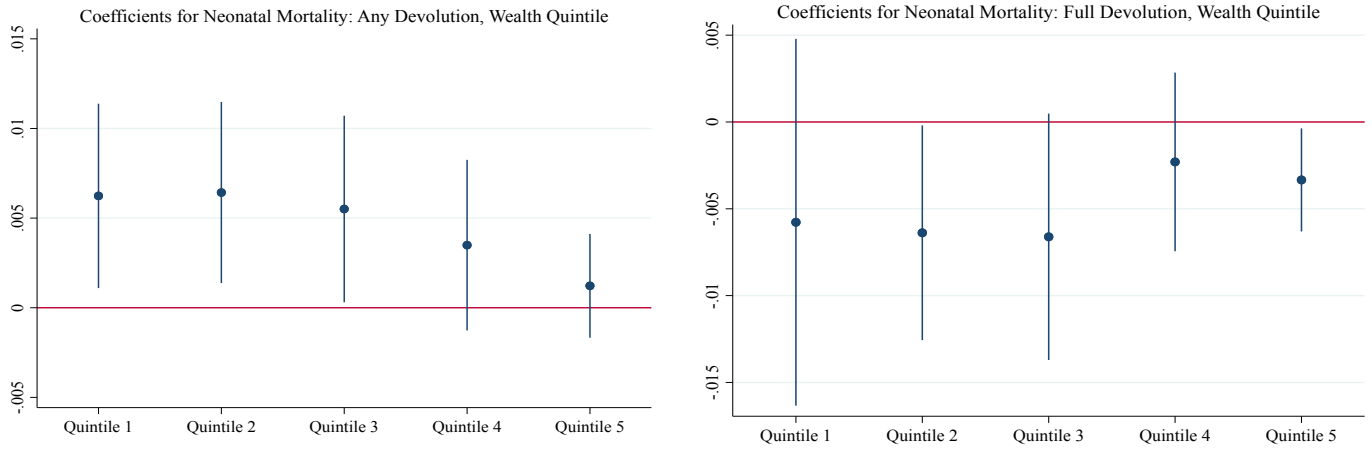 Coefficients for Neonatal Mortality: Any Devolution, Wealth Quintile
.015
.01
.005
0
-.005
Quintile 1 Quintile 2 Quintile 3 Quintile 4 Quintile 5
Coefficients for Neonatal Mortality: Full Devolution, Wealth Quintile
.005
0
-.005
-.01
-.015
Quintile 1 Quintile 2 Quintile 3 Quintile 4 Quintile 5